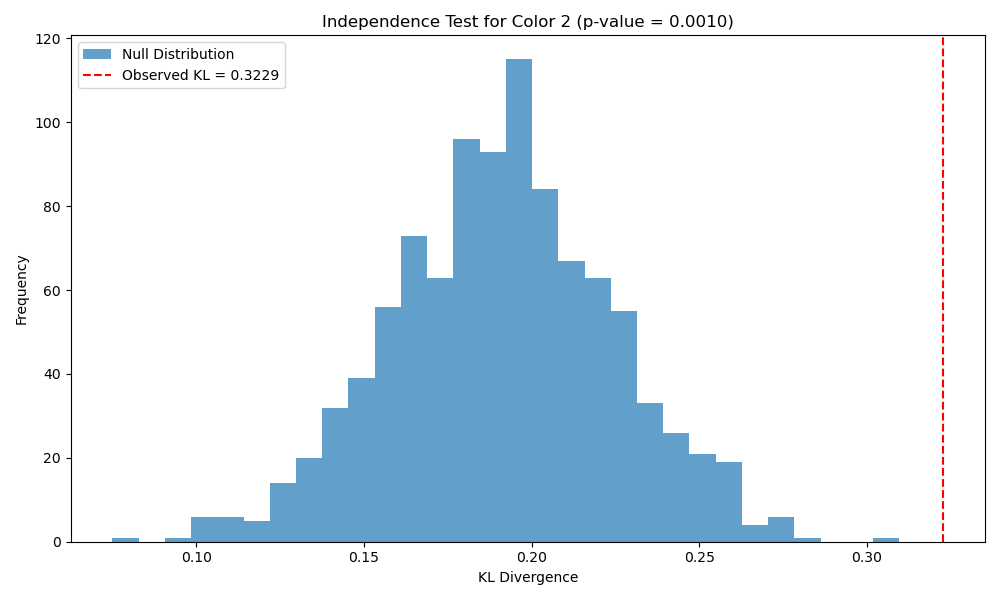 Independence Test for Color 2 (p-value = 0.0010)
Null Distribution
Observed KL = 0.3229
120
100
80
60
40
20
0
Frequency
0.10 0.15 0.20 0.25 0.30
KL Divergence